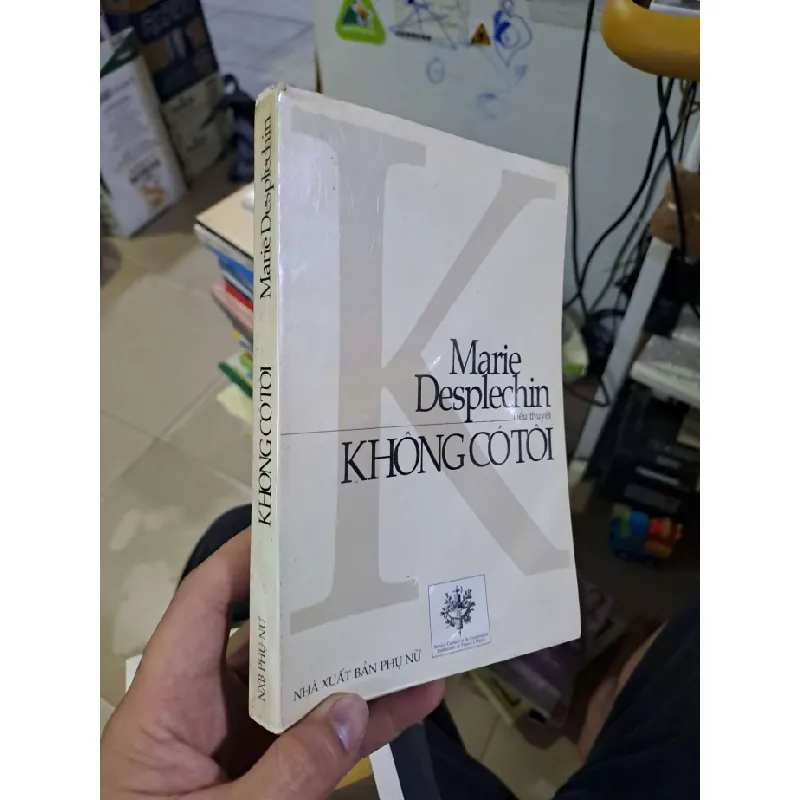 Marie Desplechin
KHÔNG CÓ TÔI
NXB PHỤ NỮ
K
Marie
Desplechin
tiểu thuyết
KHÔNG CÓ TÔI
NHÀ XUẤT BẢN PHỤ NỮ